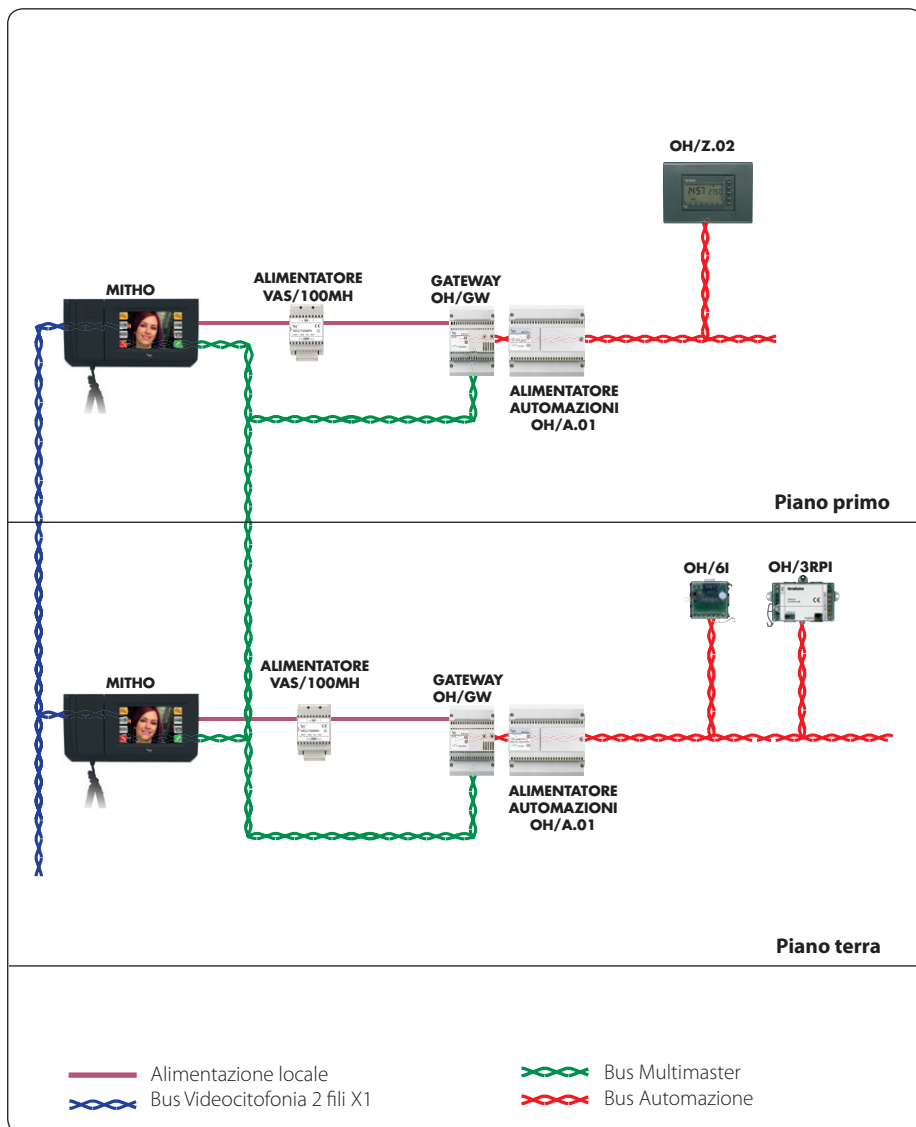 OH/Z.02
MITHO
ALIMENTATORE
VAS/100MH
GATEWAY
OH/GW
ALIMENTATORE
AUTOMAZIONI
OH/A.01
Piano primo
OH/6I
OH/3RPI
MITHO
ALIMENTATORE
VAS/100MH
GATEWAY
OH/GW
ALIMENTATORE
AUTOMAZIONI
OH/A.01
Piano terra
Alimentazione locale
Bus Videocitofonia 2 fili X1
Bus Multimaster
Bus Automazione